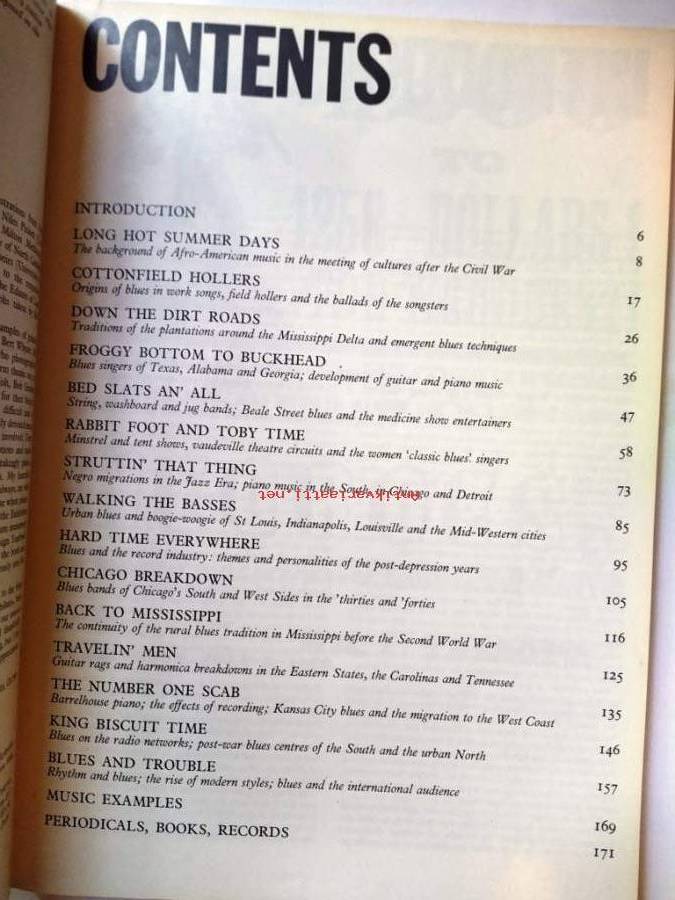 CONTENTS
INTRODUCTION 6
LONG HOT SUMMER DAYS 8
The background of Afro-American music in the meeting of cultures after the Civil War
COTTONFIELD HOLLERS 17
Origins of blues in work songs, field hollers and the ballads of the songsters
DOWN THE DIRT ROADS 26
Traditions of the plantations around the Mississippi Delta and emergent blues techniques
FROGGY BOTTOM TO BUCKHEAD 36
Blues singers of Texas, Alabama and Georgia; development of guitar and piano music
BED SLATS AN' ALL 47
String, washboard and jug bands; Beale Street blues and the medicine show entertainers
RABBIT FOOT AND TOBY TIME 58
Minstrel and tent shows, vaudeville theatre circuits and the women 'classic blues' singers
STRUTTIN' THAT THING 73
Negro migrations in the Jazz Era; piano music in the South, in Chicago and Detroit
Antikvariaatti.net
WALKING THE BASSES 85
Urban blues and boogie-woogie of St Louis, Indianapolis, Louisville and the Mid-Western cities
HARD TIME EVERYWHERE 95
Blues and the record industry: themes and personalities of the post-depression years
CHICAGO BREAKDOWN 105
Blues bands of Chicago's South and West Sides in the 'thirties and 'forties
BACK TO MISSISSIPPI 116
The continuity of the rural blues tradition in Mississippi before the Second World War
TRAVELIN' MEN 125
Guitar rags and harmonica breakdowns in the Eastern States, the Carolinas and Tennessee
THE NUMBER ONE SCAB 135
Barrelhouse piano; the effects of recording; Kansas City blues and the migration to the West Coast
KING BISCUIT TIME 146
Blues on the radio networks; post-war blues centres of the South and the urban North
BLUES AND TROUBLE 157
Rhythm and blues; the rise of modern styles; blues and the international audience
MUSIC EXAMPLES 169
PERIODICALS, BOOKS, RECORDS 171